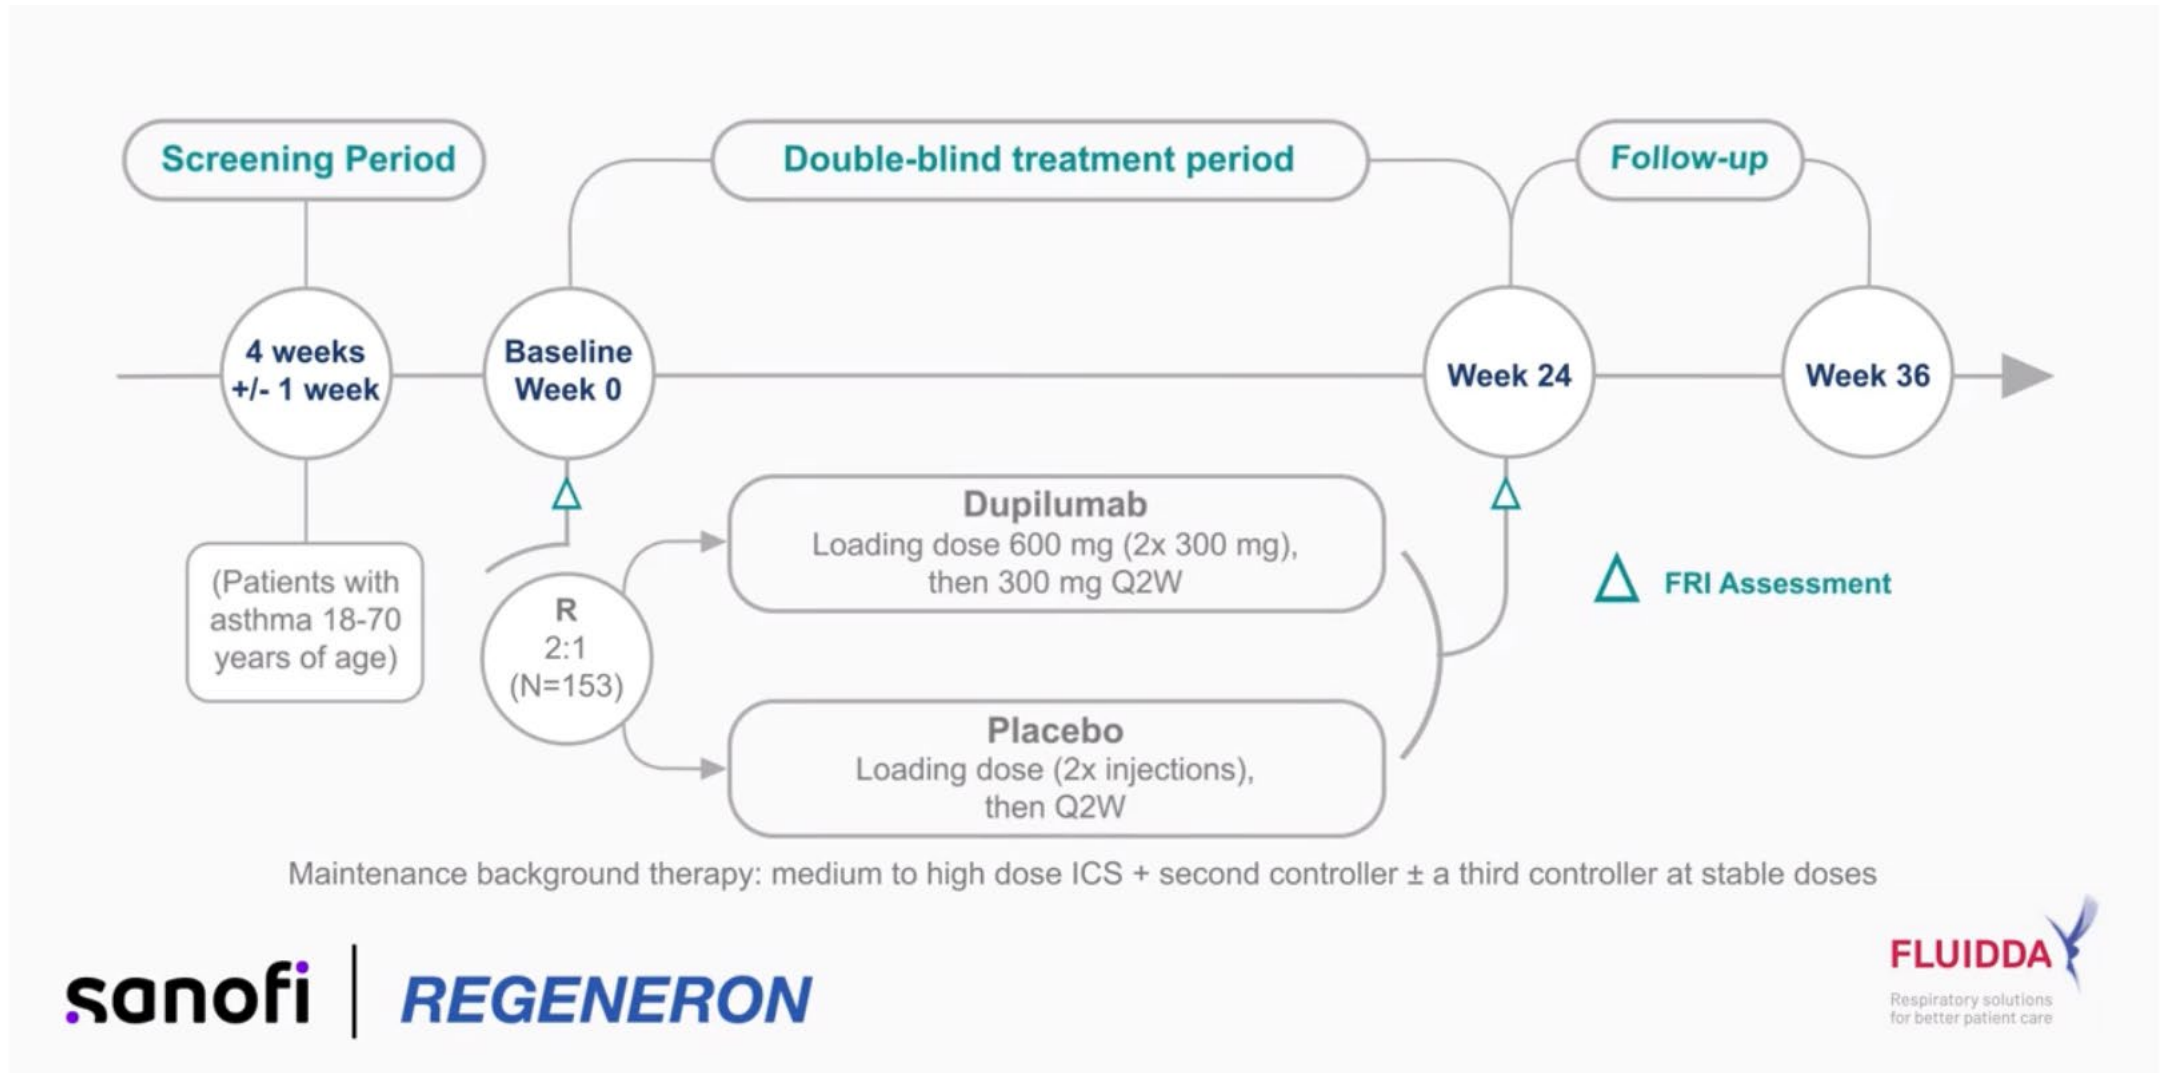 Screening Period
Double-blind treatment period
Follow-up
4 weeks
+/- 1 week
Baseline
Week 0
Week 24
Week 36
(Patients with
asthma 18-70
years of age)
R
2:1
(N=153)
Dupilumab
Loading dose 600 mg (2x 300 mg),
then 300 mg Q2W
Placebo
Loading dose (2x injections),
then Q2W
FRI Assessment
Maintenance background therapy: medium to high dose ICS + second controller ± a third controller at stable doses
sanofi
REGENERON
FLUIDDA
Respiratory solutions
for better patient care